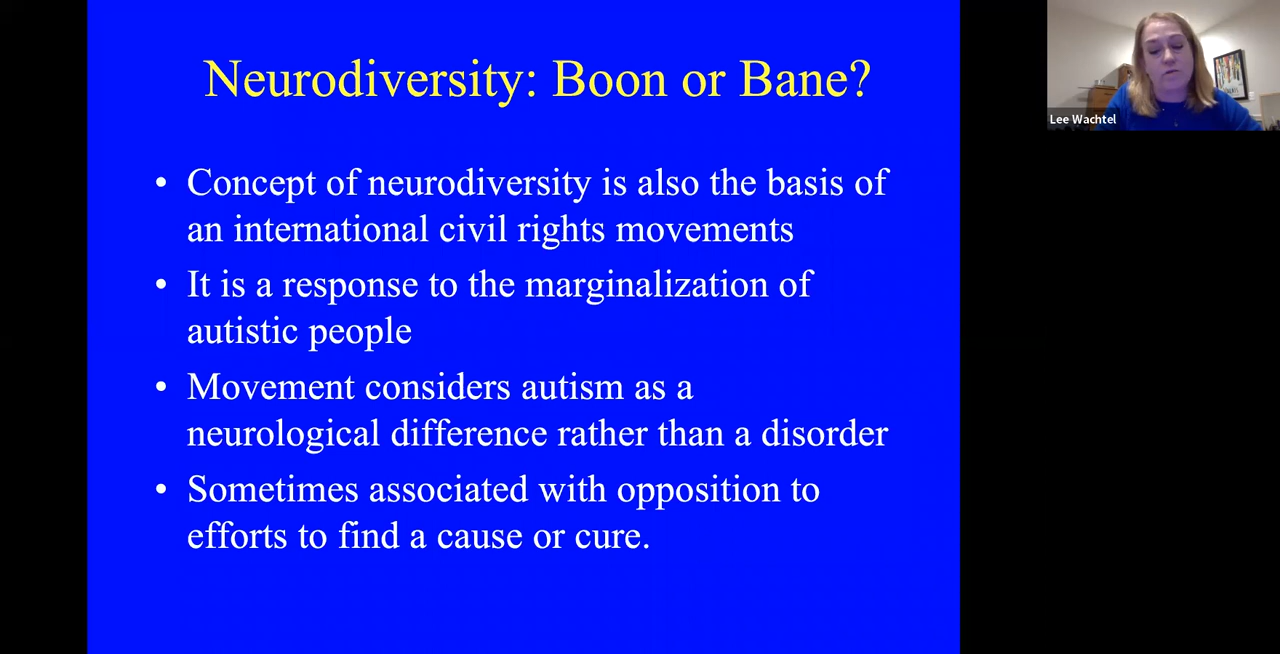 Neurodiversity: Boon or Bane?
• Concept of neurodiversity is also the basis of
an international civil rights movements
• It is a response to the marginalization of
autistic people
• Movement considers autism as a
neurological difference rather than a disorder
• Sometimes associated with opposition to
efforts to find a cause or cure.
Lee Wachtel